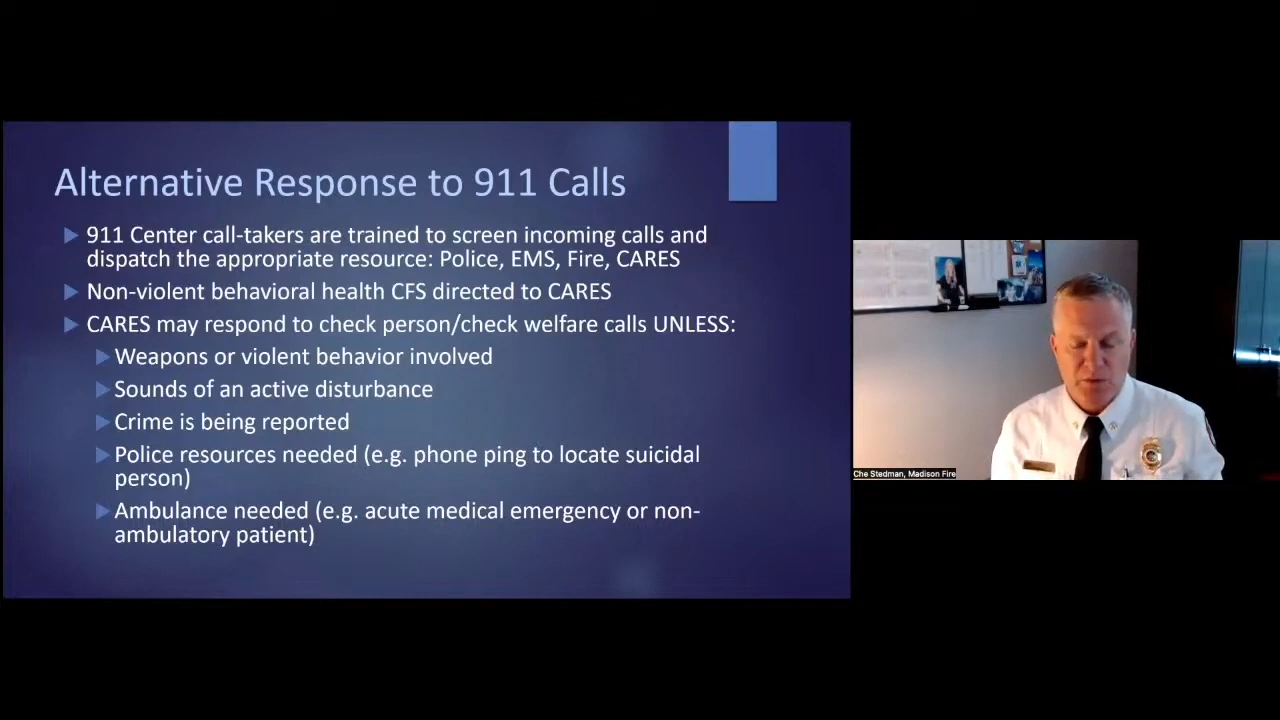 Alternative Response to 911 Calls
911 Center call-takers are trained to screen incoming calls and
dispatch the appropriate resource: Police, EMS, Fire, CARES
Non-violent behavioral health CFS directed to CARES
CARES may respond to check person/check welfare calls UNLESS:
Weapons or violent behavior involved
Sounds of an active disturbance
Crime is being reported
Police resources needed (e.g. phone ping to locate suicidal
person)
Ambulance needed (e.g. acute medical emergency or non-
ambulatory patient)
Che Stedman, Madison Fire